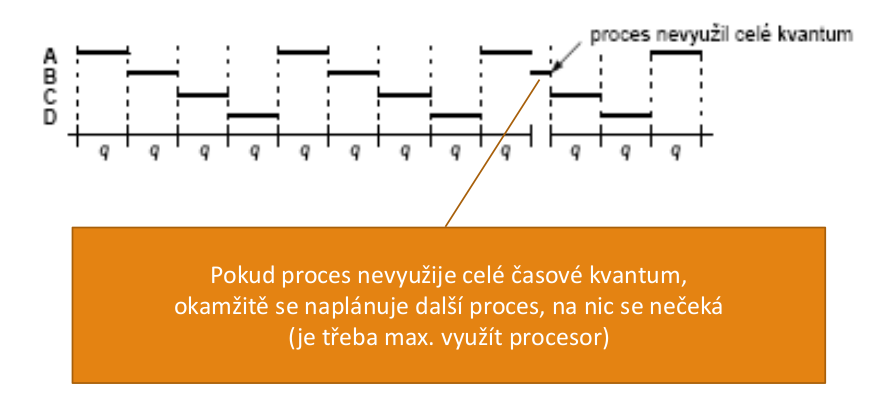 proces nevyužil celé kvantum
A
B
C
D
q q q q q q q q q q q q
Pokud proces nevyužije celé časové kvantum,
okamžitě se naplánuje další proces, na nic se nečeká
(je třeba max. využít procesor)